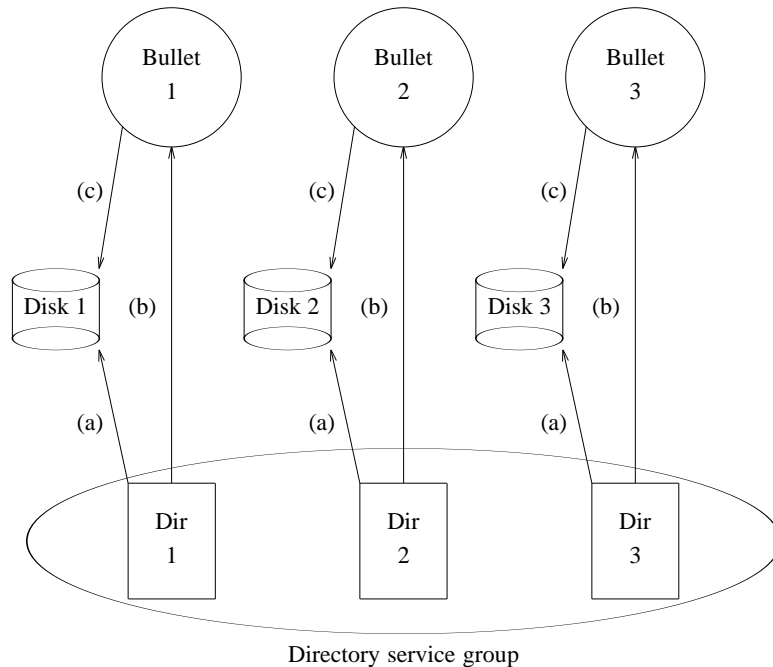 Bullet
1
Bullet
2
Bullet
3
(c)
(c)
(c)
Disk 1
(b)
Disk 2
(b)
Disk 3
(b)
(a)
(a)
(a)
Dir
1
Dir
2
Dir
3
Directory service group